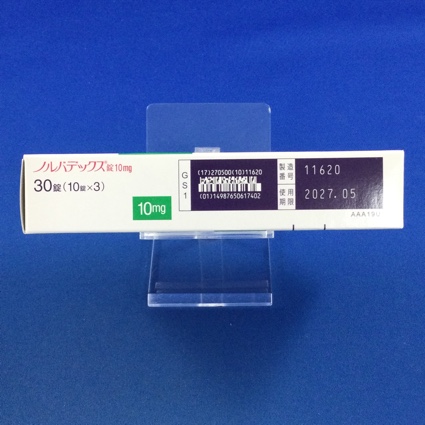 ノルバデックス錠10mg
30錠(10錠×3)
10mg
GS1
(17)270500(10)11620
(01)14987650617402
製造番号 11620
使用期限 2027.05
AAA19